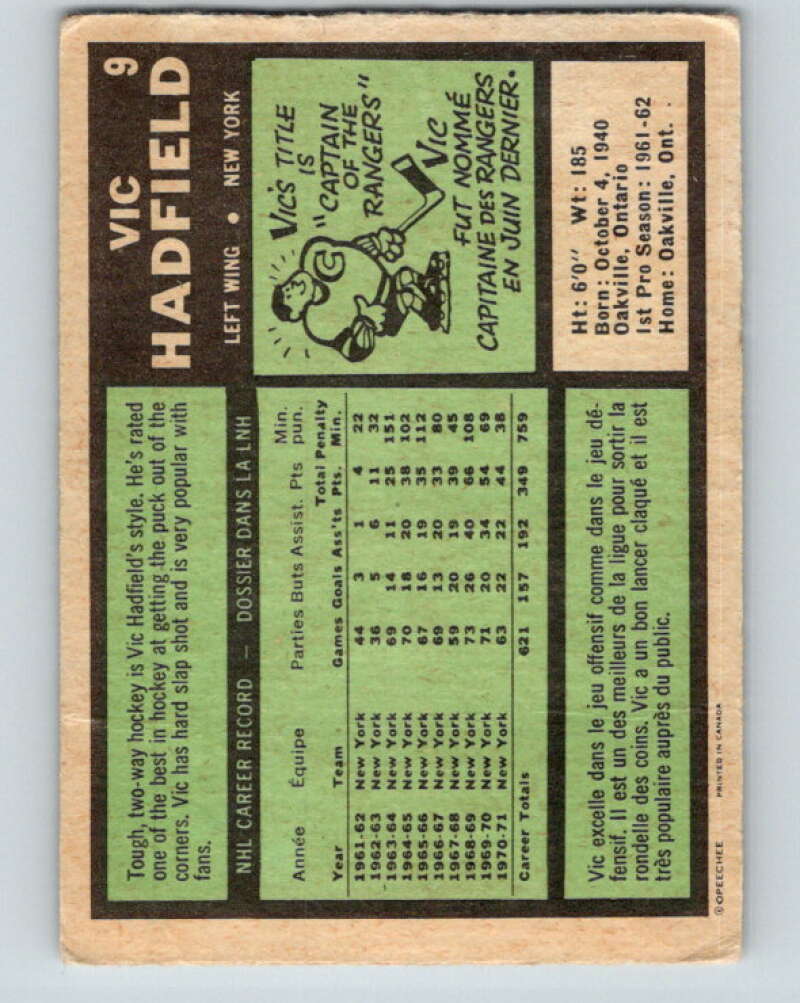 VIC 9
HADFIELD
LEFT WING • NEW YORK
Tough, two-way hockey is Vic Hadfield's style. He's rated
one of the best in hockey at getting the puck out of the
corners. Vic has hard slap shot and is very popular with
fans.
VIC'S TITLE
IS
"CAPTAIN
OF THE
RANGERS"
VIC
FUT NOMMÉ
CAPITAINE DES RANGERS
EN JUIN DERNIER.
C
NHL CAREER RECORD — DOSSIER DANS LA LNH
Année Équipe Parties Buts Assist. Pts Min. pun.
Year Team Games Goals Ass'ts Total Pts. Penalty Min.
1961-62 New York 44 3 1 4 22
1962-63 New York 36 5 6 11 32
1963-64 New York 69 14 11 25 151
1964-65 New York 70 18 20 38 102
1965-66 New York 67 16 19 35 112
1966-67 New York 69 13 20 33 80
1967-68 New York 59 20 19 39 45
1968-69 New York 73 26 40 66 108
1969-70 New York 71 20 34 54 69
1970-71 New York 63 22 22 44 38
Career Totals 621 157 192 349 759
Ht: 6'0" Wt: 185
Born: October 4, 1940
Oakville, Ontario
1st Pro Season: 1961-62
Home: Oakville, Ont.
Vic excelle dans le jeu offensif comme dans le jeu dé-
fensif. Il est un des meilleurs de la ligue pour sortir la
rondelle des coins. Vic a un bon lancer claqué et il est
très populaire auprès du public.
© OPEECHEE PRINTED IN CANADA